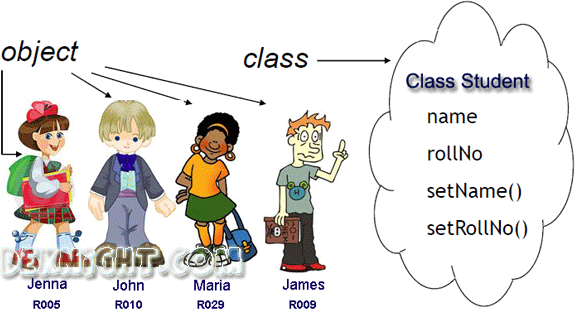 object
class
Class Student
name
rollNo
setName()
setRollNo()
Jenna John Maria James
R005 R010 R029 R009